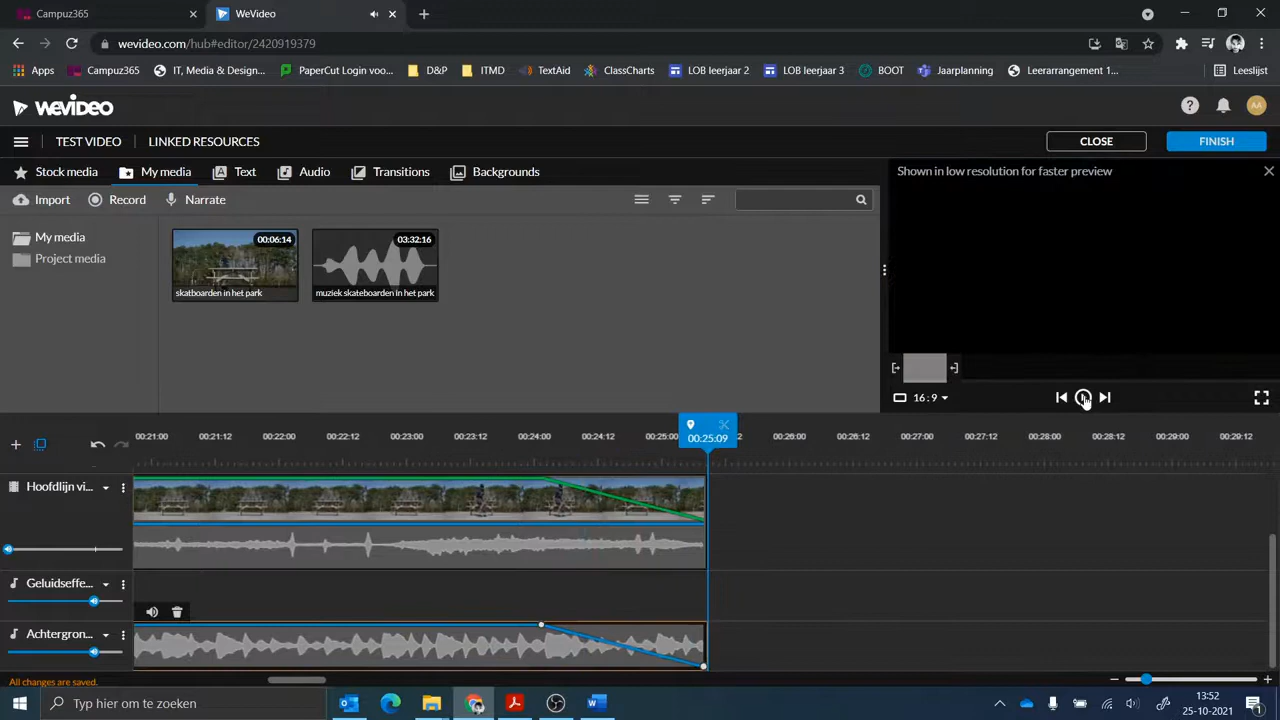 Campuz365
WeVideo
wevideo.com/hub#editor/2420919379
Apps
Campuz365
IT, Media & Design...
PaperCut Login voo...
D&P
ITMD
TextAid
ClassCharts
LOB leerjaar 2
LOB leerjaar 3
BOOT
Jaarplanning
Leerarrangement 1...
Leeslijst
WEVIDEO
AA
TEST VIDEO
LINKED RESOURCES
CLOSE
FINISH
Stock media
My media
Text
Audio
Transitions
Backgrounds
Shown in low resolution for faster preview
Import
Record
Narrate
My media
Project media
00:06:14
skatboarden in het park
03:32:16
muziek skateboarden in het park
16:9
00:21:00
00:21:12
00:22:00
00:22:12
00:23:00
00:23:12
00:24:00
00:24:12
00:25:00
00:25:09
00:26:00
00:26:12
00:27:00
00:27:12
00:28:00
00:28:12
00:29:00
00:29:12
Hoofdlijn vi...
Geluidseffe...
Achtergron...
All changes are saved.
Typ hier om te zoeken
13:52
25-10-2021
1